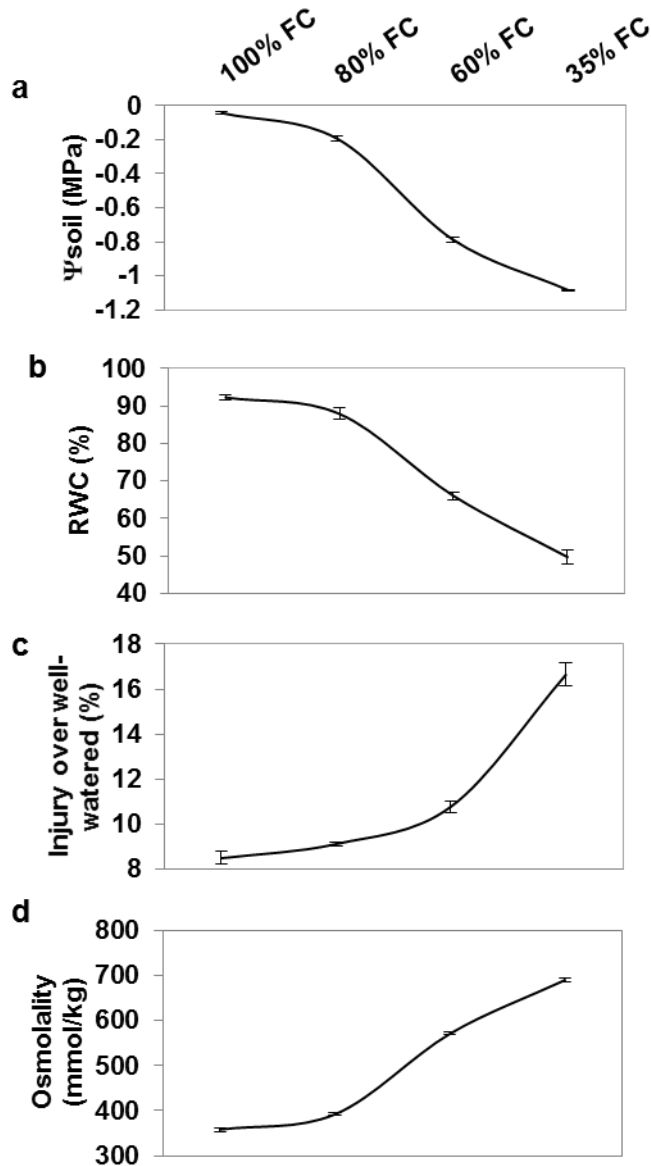 100% FC 80% FC 60% FC 35% FC
a
Ψsoil (MPa)
0
-0.2
-0.4
-0.6
-0.8
-1
-1.2
b
RWC (%)
100
90
80
70
60
50
40
c
Injury over well-
watered (%)
18
16
14
12
10
8
d
Osmolality
(mmol/kg)
800
700
600
500
400
300